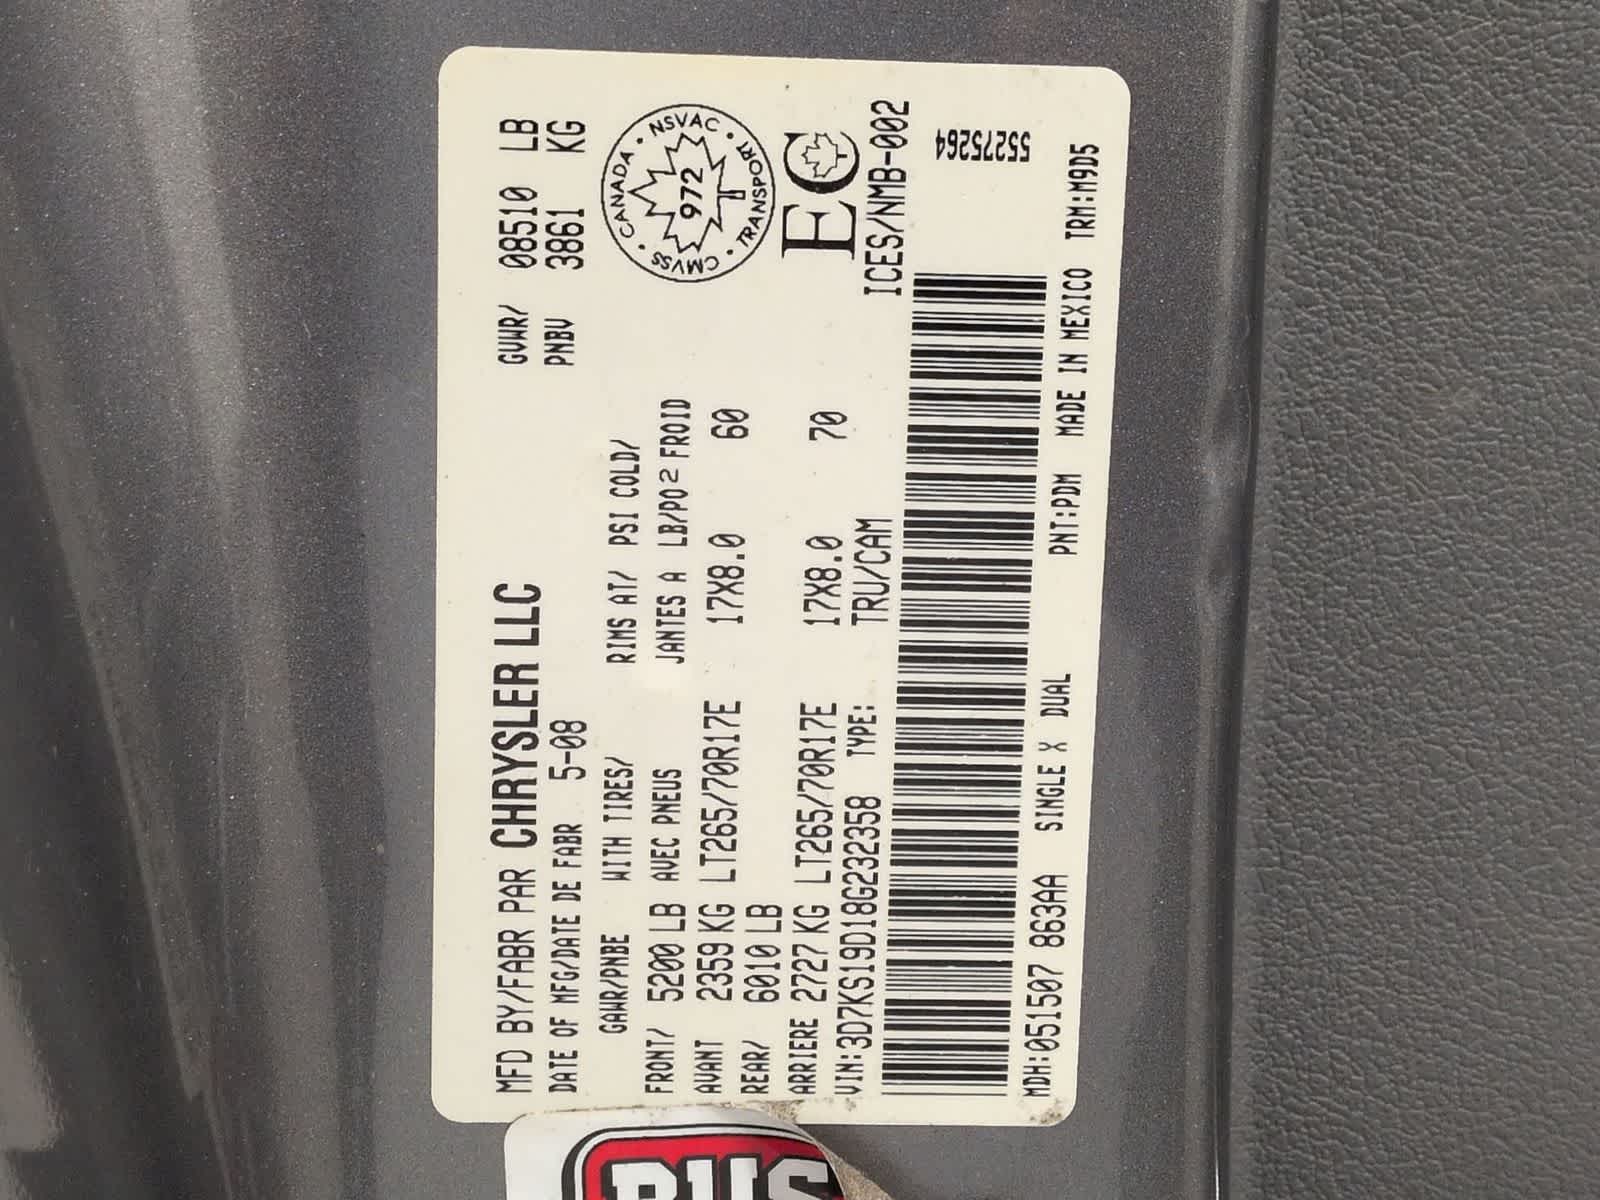 MFD BY/FABR PAR CHRYSLER LLC
DATE OF MFG/DATE DE FABR 5-08
GVWR/ 08510 LB
PNBV 3861 KG
GAWR/PNBE WITH TIRES/ RIMS AT/ PSI COLD/
AVEC PNEUS JANTES A LB/PO2 FROID
FRONT/ 5200 LB
AVANT 2359 KG LT265/70R17E 17X8.0 60
REAR/ 6010 LB
ARRIERE 2727 KG LT265/70R17E 17X8.0 70
CANADA · NSVAC · TRANSPORT · CMVSS ·
972
EC
VIN:3D7KS19D18G232358 TYPE: TRU/CAM
ICES/NMB-002
55275264
MDH:051507 863AA SINGLE X DUAL PNT:PDM MADE IN MEXICO TRM:M9D5